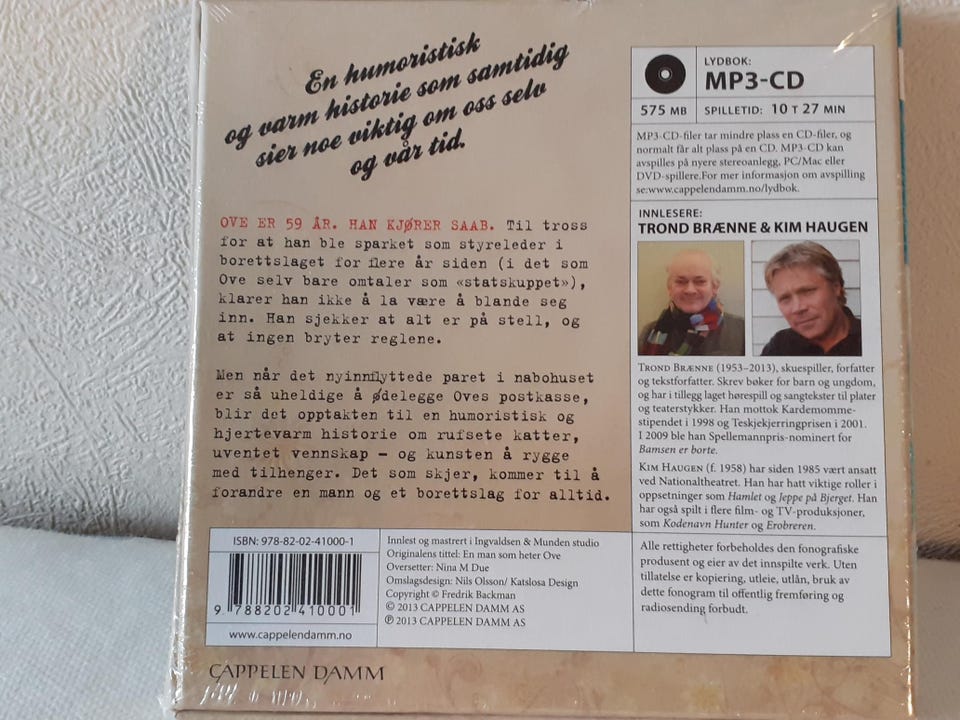 En humoristisk
og varm historie som samtidig
sier noe viktig om oss selv
og vår tid.
OVE ER 59 ÅR. HAN KJØRER SAAB. Til tross
for at han ble sparket som styreleder i
borettslaget for flere år siden (i det som
Ove selv bare omtaler som «statskuppet»),
klarer han ikke å la være å blande seg
inn. Han sjekker at alt er på stell, og
at ingen bryter reglene.
Men når det nyinnflyttede paret i nabohuset
er så uheldige å ødelegge Oves postkasse,
blir det opptakten til en humoristisk og
hjertevarm historie om rufsete katter,
uventet vennskap – og kunsten å rygge
med tilhenger. Det som skjer, kommer til å
forandre en mann og et borettslag for alltid.
LYDBOK:
MP3-CD
575 MB
SPILLETID: 10 T 27 MIN
MP3-CD-filer tar mindre plass en CD-filer, og
normalt får alt plass på en CD. MP3-CD kan
avspilles på nyere stereoanlegg, PC/Mac eller
DVD-spillere.For mer informasjon om avspilling
se:www.cappelendamm.no/lydbok.
INNLESERE:
TROND BRÆNNE & KIM HAUGEN
TROND BRÆNNE (1953–2013), skuespiller, forfatter
og tekstforfatter. Skrev bøker for barn og ungdom,
og har i tillegg laget hørespill og sangtekster til plater
og teaterstykker. Han mottok Kardemomme-
stipendet i 1998 og Teskjekjerringprisen i 2001.
I 2009 ble han Spellemannpris-nominert for
Bamsen er borte.
KIM HAUGEN (f. 1958) har siden 1985 vært ansatt
ved Nationaltheatret. Han har hatt viktige roller i
oppsetninger som Hamlet og Jeppe på Bjerget. Han
har også spilt i flere film- og TV-produksjoner,
som Kodenavn Hunter og Erobreren.
Alle rettigheter forbeholdes den fonografiske
produsent og eier av det innspilte verk. Uten
tillatelse er kopiering, utleie, utlån, bruk av
dette fonogram til offentlig fremføring og
radiosending forbudt.
ISBN: 978-82-02-41000-1
9 788202 410001
www.cappelendamm.no
Innlest og mastrert i Ingvaldsen & Munden studio
Originalens tittel: En man som heter Ove
Oversetter: Nina M Due
Omslagsdesign: Nils Olsson/ Katslosa Design
Copyright © Fredrik Backman
© 2013 CAPPELEN DAMM AS
℗ 2013 CAPPELEN DAMM AS
CAPPELEN DAMM